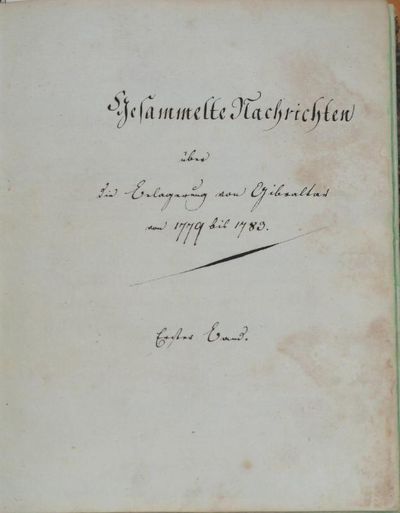 Gesammelte Nachrichten
über
die Belagerung von Gibraltar
von 1779 bis 1783.
Erster Band.